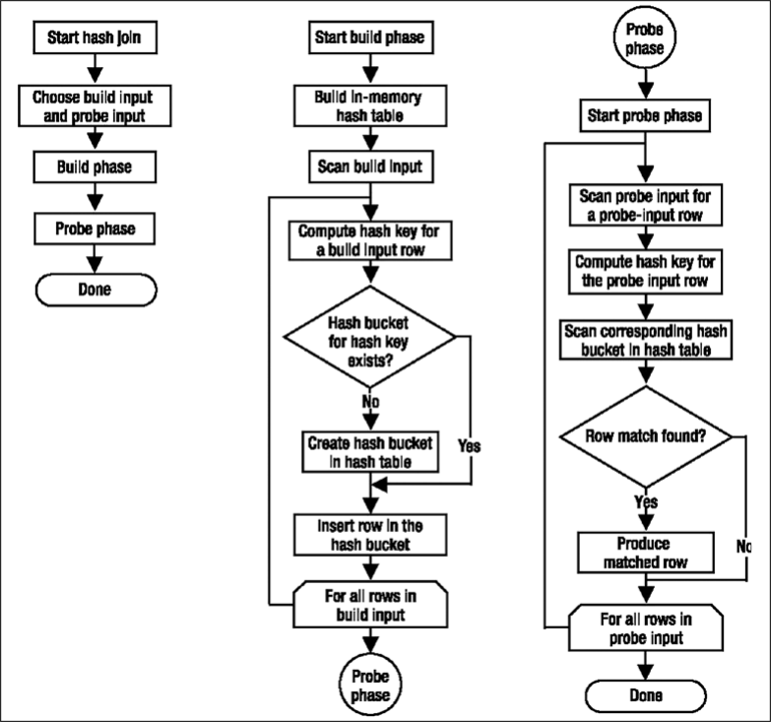 Start hash join
Choose build input
and probe input
Build phase
Probe phase
Done
Start build phase
Build in-memory
hash table
Scan build input
Compute hash key for
a build input row
Hash bucket
for hash key
exists?
No
Yes
Create hash bucket
in hash table
Insert row in the
hash bucket
For all rows in
build input
Probe
phase
Probe
phase
Start probe phase
Scan probe input for
a probe-input row
Compute hash key for
the probe input row
Scan corresponding hash
bucket in hash table
Row match found?
Yes
No
Produce
matched row
For all rows in
probe input
Done